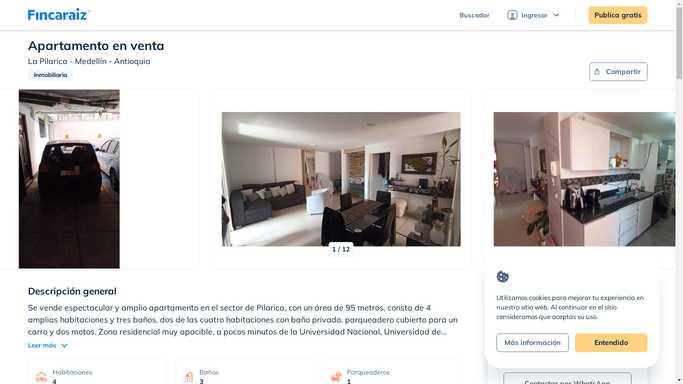 Fincaraiz
Buscador
Ingresar
Publica gratis
Apartamento en venta
La Pilarica - Medellín - Antioquia
Inmobiliaria
Compartir
1 / 12
Descripción general
Se vende espectacular y amplio apartamento en el sector de Pilarica, con un área de 95 metros, consta de 4
amplias habitaciones y tres baños, dos de las cuatro habitaciones con baño privado, parqueadero cubierto para un
carro y dos motos. Zona residencial muy apacible, a pocos minutos de la Universidad Nacional, Universidad de...
Leer más
Habitaciones
4
Baños
3
Parqueaderos
1
Utilizamos cookies para mejorar tu experiencia en
nuestro sitio web. Al continuar en el sitio
consideramos que aceptas su uso.
Más información
Entendido
Contactar por WhatsApp